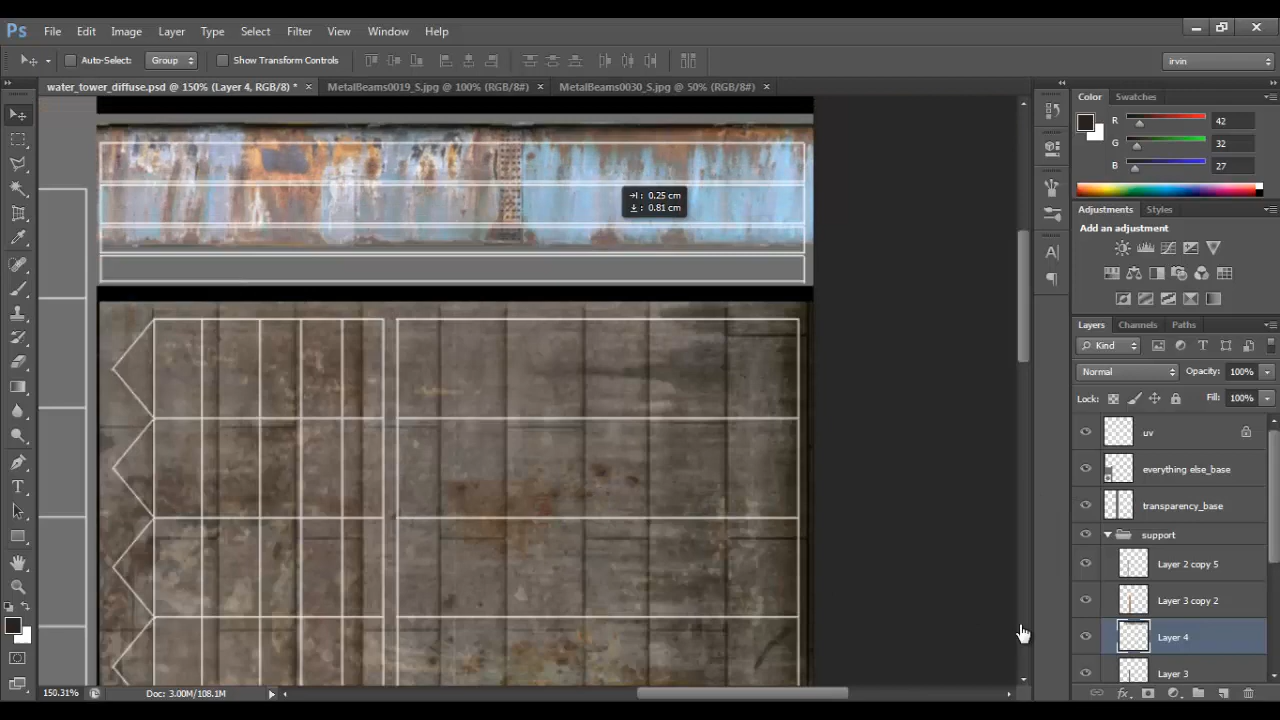 Ps File Edit Image Layer Type Select Filter View Window Help
Auto-Select: Group Show Transform Controls irvin
water_tower_diffuse.psd @ 150% (Layer 4, RGB/8) * × MetalBeams0019_S.jpg @ 100% (RGB/8#) × MetalBeams0030_S.jpg @ 50% (RGB/8#) ×
Color Swatches
R 42
G 32
B 27
Adjustments Styles
Add an adjustment
→|: 0.25 cm
↓: 0.81 cm
Layers Channels Paths
Kind
Normal Opacity: 100%
Lock: Fill: 100%
uv
everything else_base
transparency_base
support
Layer 2 copy 5
Layer 3 copy 2
Layer 4
Layer 3
150.31% Doc: 3.00M/108.1M